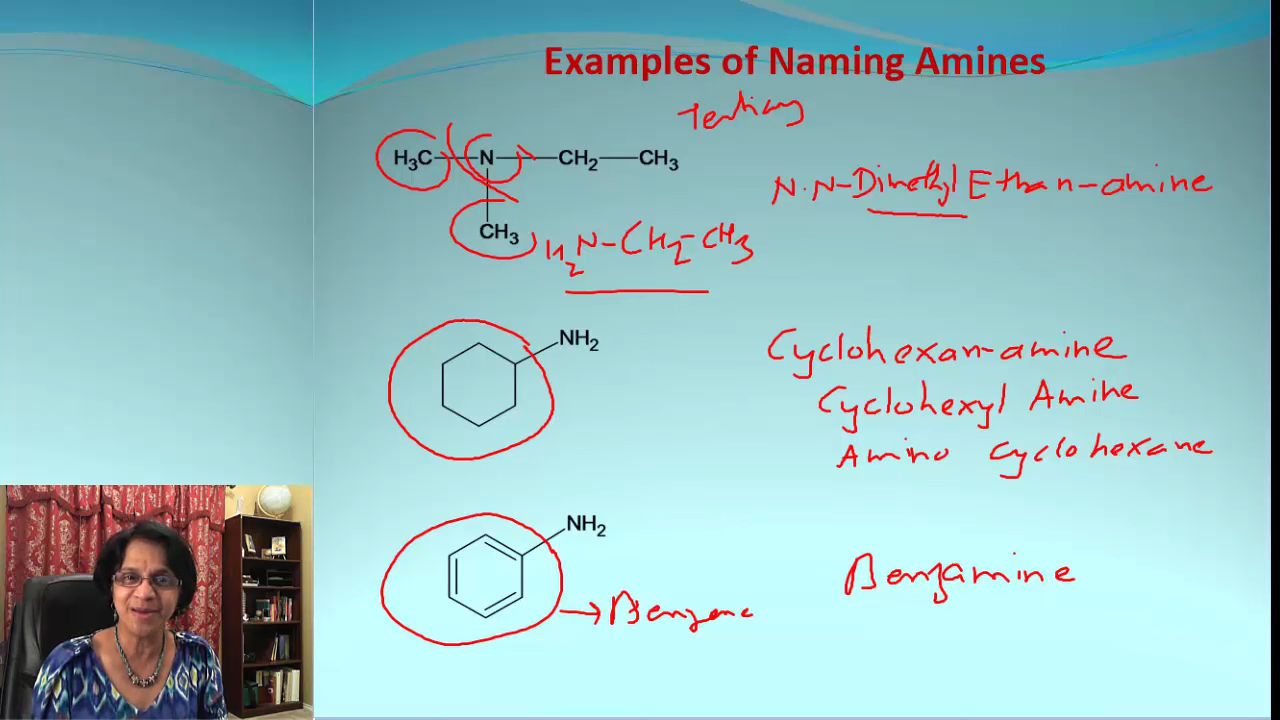 Examples of Naming Amines
Tertiary
H3C—N—CH2—CH3
CH3
N.N-Dimethyl Ethan-amine
H2N-CH2-CH3
NH2
Cyclohexan-amine
Cyclohexyl Amine
Amino cyclohexane
NH2
Benzamine
→Benzene